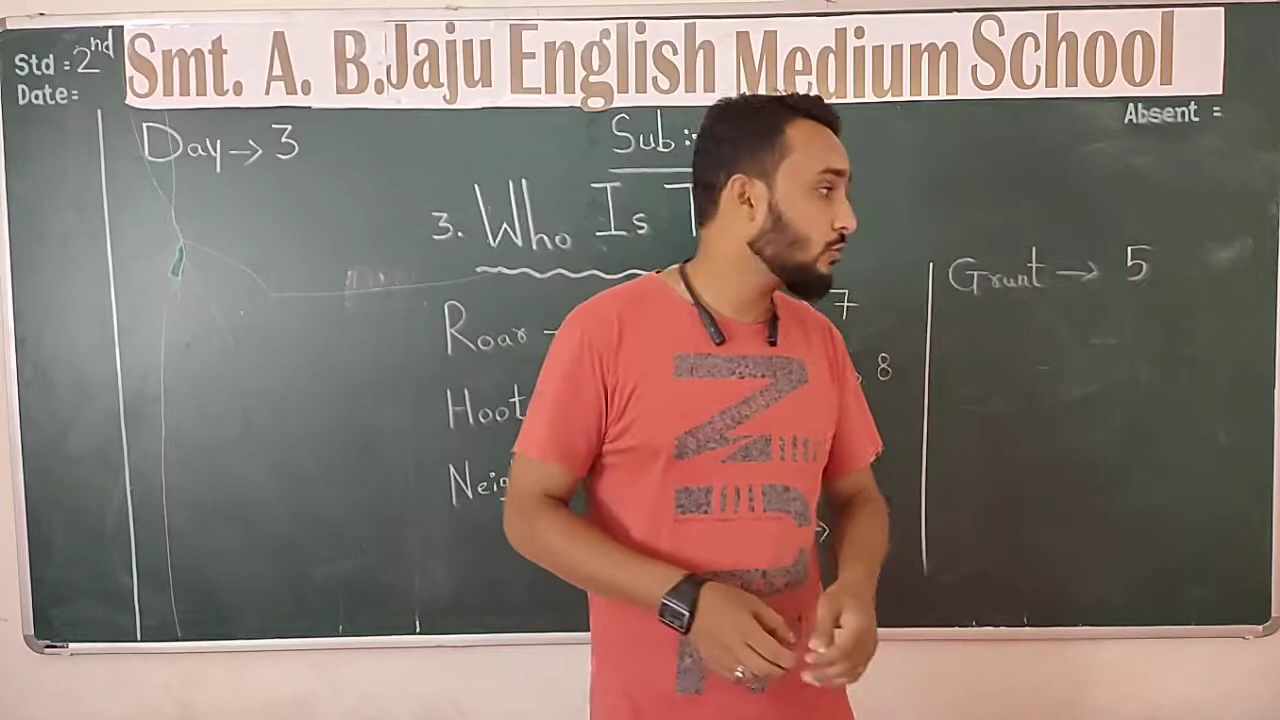 Smt. A. B. Jaju English Medium School
Std :- 2nd
Date:-
Absent :-
Day → 3
Sub :-
3. Who Is
Roar -
7
8
Hoot
Grunt → 5